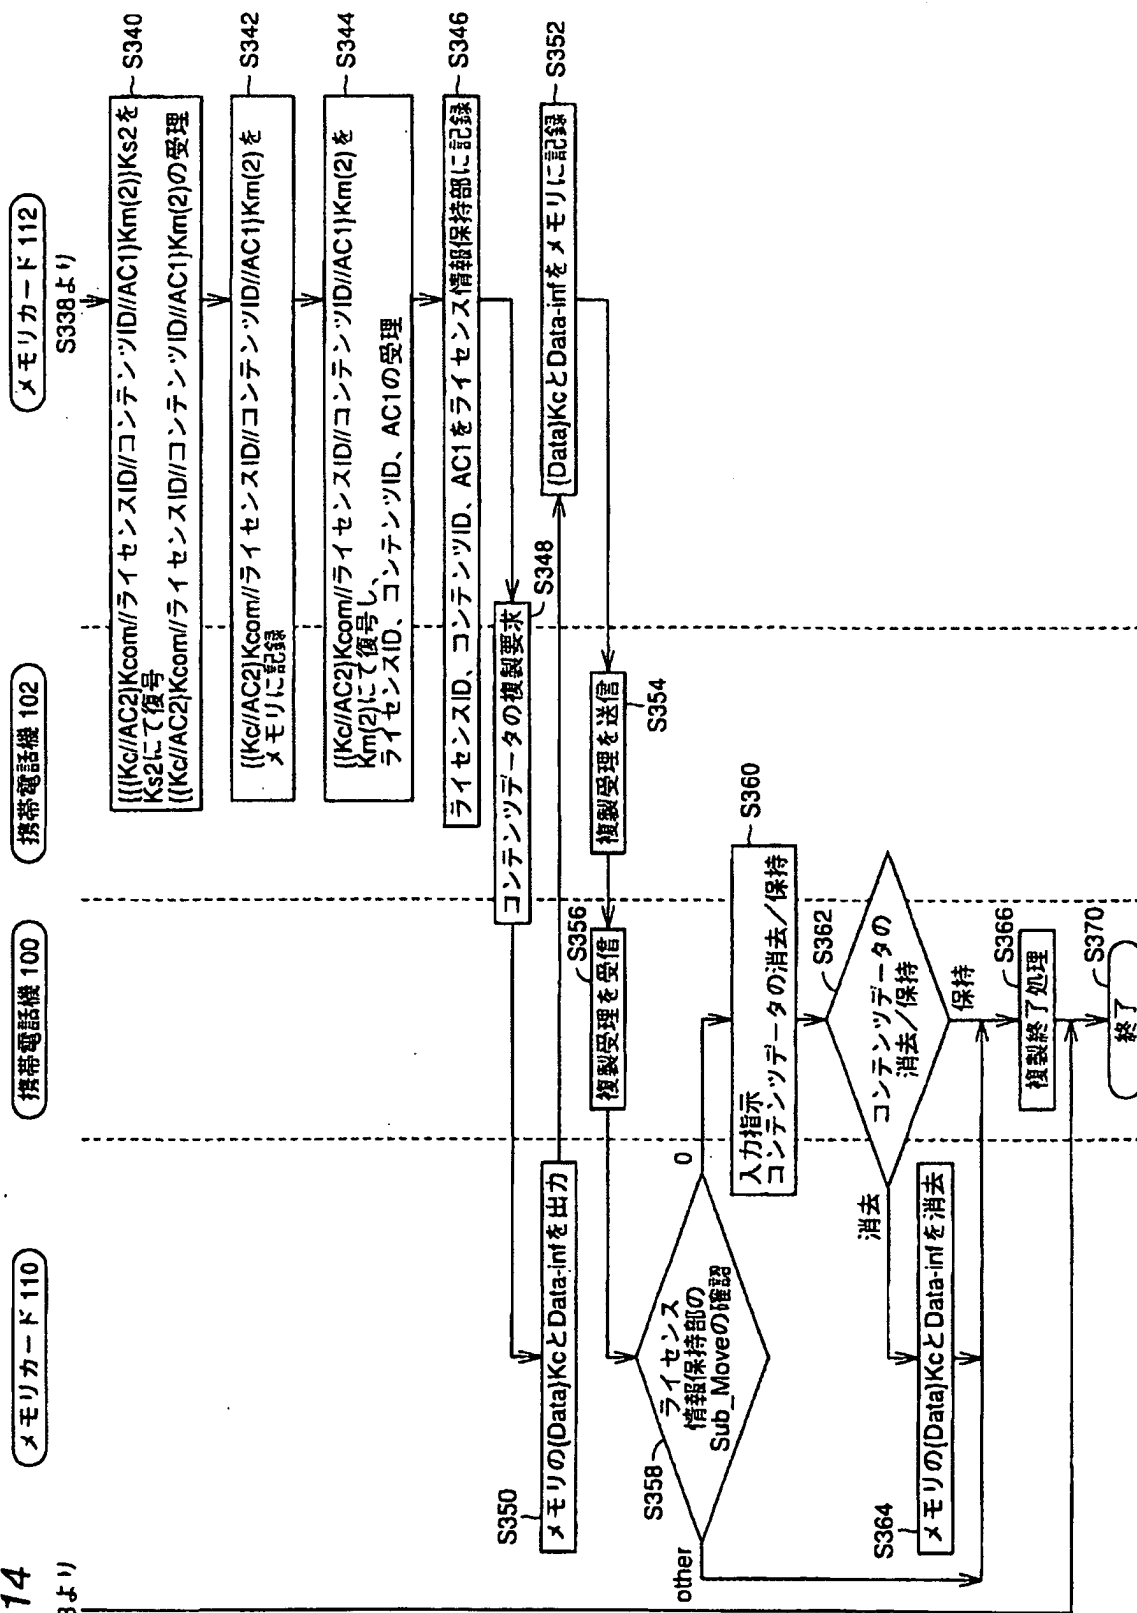 14
より
メモリカード 110
携帯電話機 100
携帯電話機 102
メモリカード 112
S338より
{{{Kc//AC2}Kcom//ライセンスID//コンテンツID//AC1}Km(2)}Ks2を
Ks2にて復号
{{Kc//AC2}Kcom//ライセンスID//コンテンツID//AC1}Km(2)の受理
S340
{{Kc//AC2}Kcom//ライセンスID//コンテンツID//AC1}Km(2)を
メモリに記録
S342
{{Kc//AC2}Kcom//ライセンスID//コンテンツID//AC1}Km(2)を
Km(2)にて復号し、
ライセンスID、コンテンツID、AC1の受理
S344
ライセンスID、コンテンツID、AC1をライセンス情報保持部に記録
S346
コンテンツデータの複製要求
S348
S350
メモリの{Data}KcとData-infを出力
{Data}KcとData-infをメモリに記録
S352
複製受理を送信
S354
複製受理を受信
S356
S358
ライセンス
情報保持部の
Sub_Moveの確認
0
other
入力指示
コンテンツデータの消去/保持
S360
コンテンツデータの
消去/保持
S362
消去
保持
S364
メモリの{Data}KcとData-infを消去
複製終了処理
S366
終了
S370